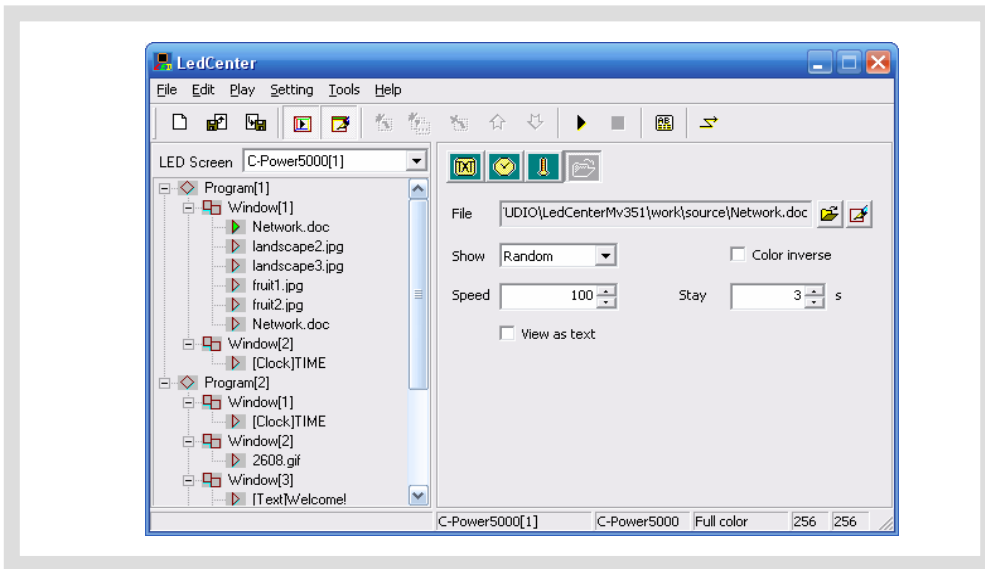 LedCenter
File Edit Play Setting Tools Help
LED Screen C-Power5000[1]
Program[1]
Window[1]
Network.doc
landscape2.jpg
landscape3.jpg
fruit1.jpg
fruit2.jpg
Network.doc
Window[2]
[Clock]TIME
Program[2]
Window[1]
[Clock]TIME
Window[2]
2608.gif
Window[3]
[Text]Welcome!
TXT
File UDIO\LedCenterMv351\work\source\Network.doc
Show Random Color inverse
Speed 100 Stay 3 s
View as text
C-Power5000[1] C-Power5000 Full color 256 256